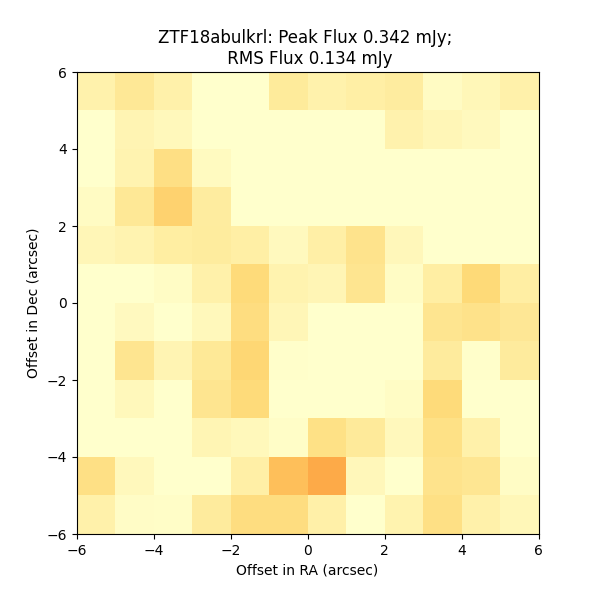 ZTF18abulkrl: Peak Flux 0.342 mJy;
RMS Flux 0.134 mJy
6
4
2
0
−2
−4
−6
Offset in Dec (arcsec)
−6 −4 −2 0 2 4 6
Offset in RA (arcsec)